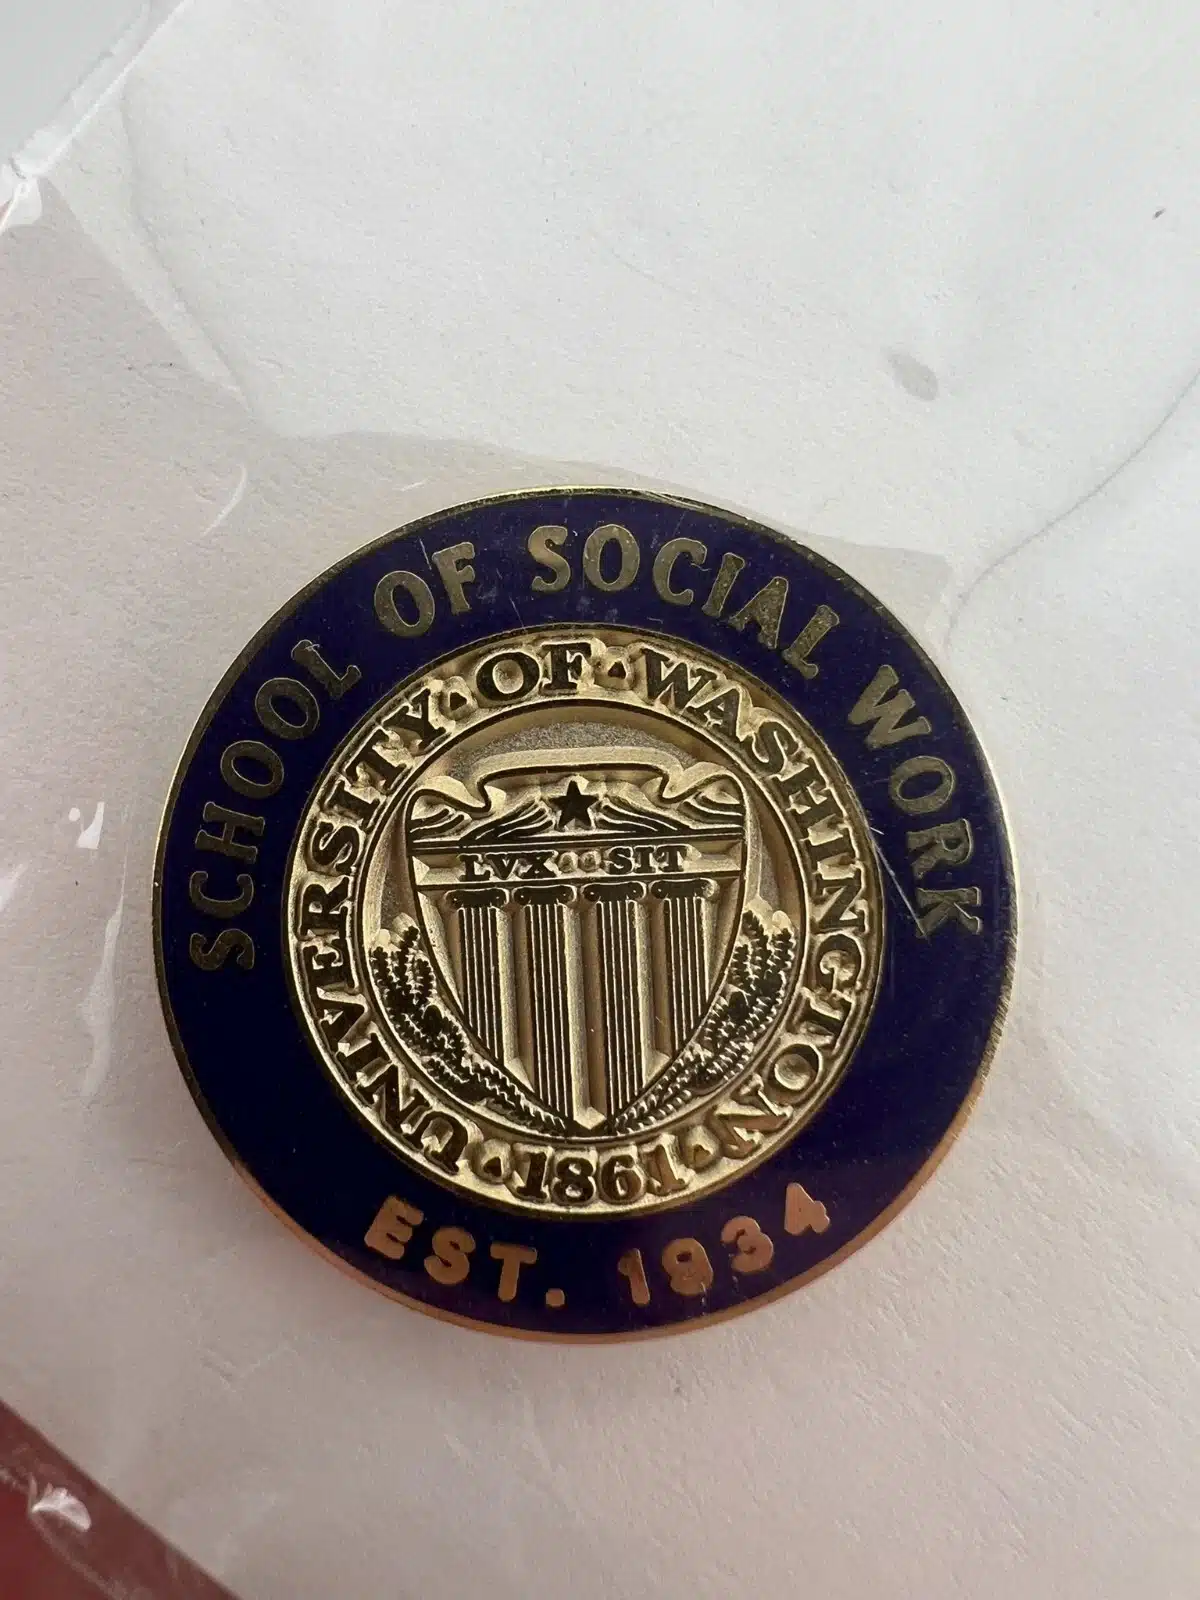 SCHOOL OF SOCIAL WORK
UNIVERSITY · OF · WASHINGTON ·
LVX SIT
· 1861
EST. 1934